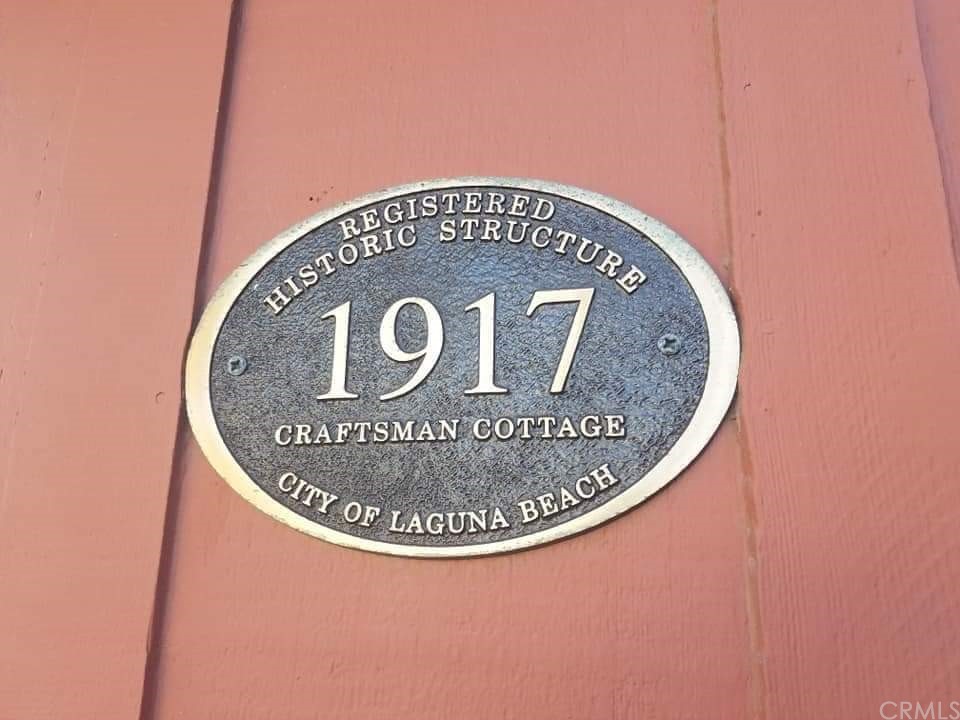 REGISTERED
HISTORIC STRUCTURE
1917
CRAFTSMAN COTTAGE
CITY OF LAGUNA BEACH
CRMLS